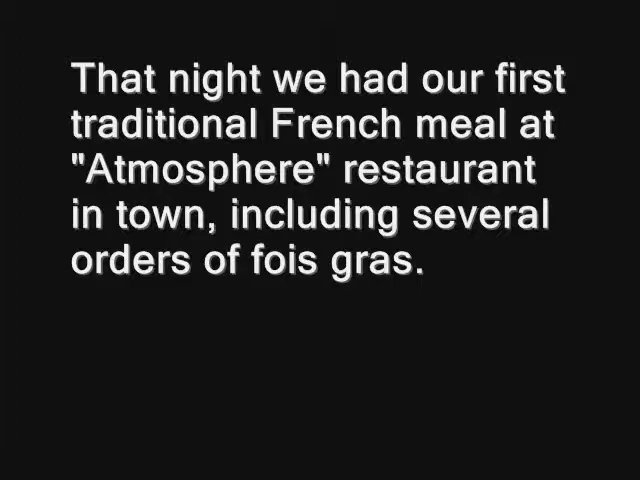 That night we had our first
traditional French meal at
"Atmosphere" restaurant
in town, including several
orders of fois gras.